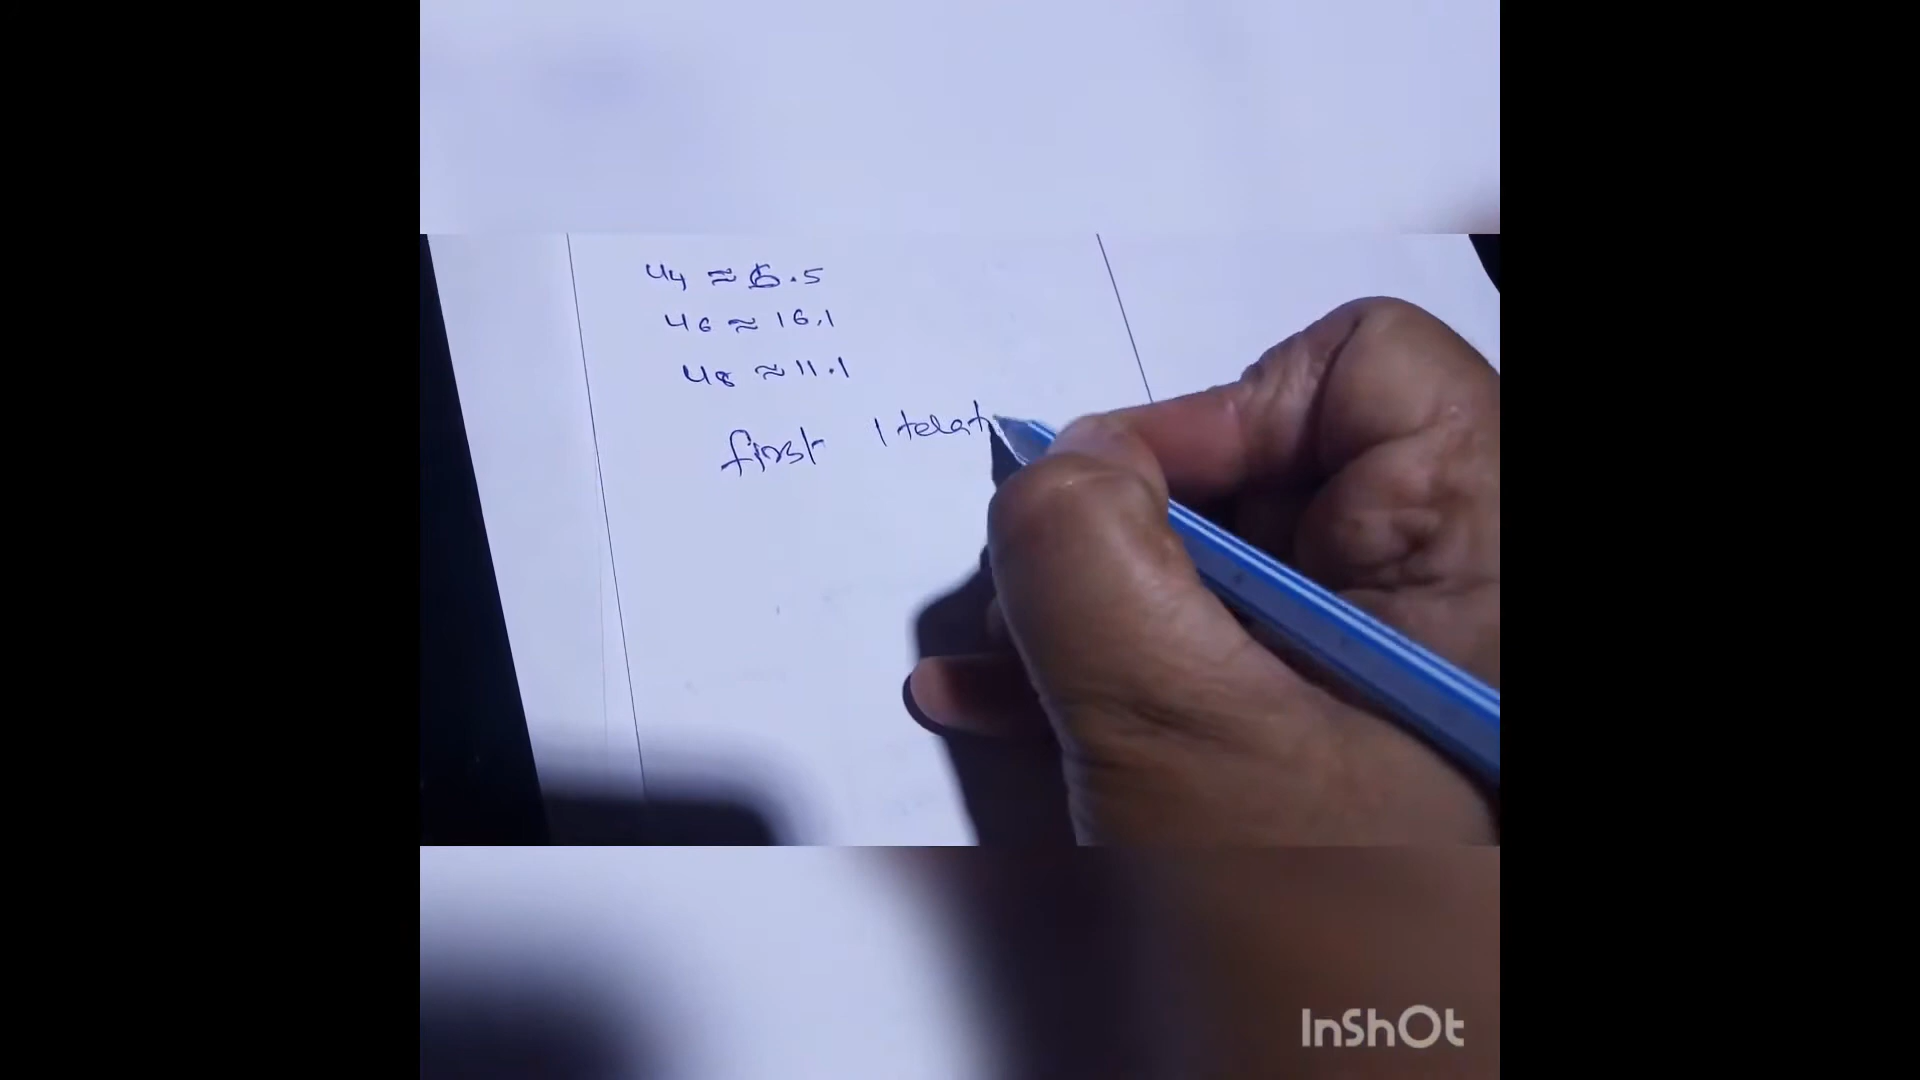 u4 ≈ 6.5
u6 ≈ 16.1
u8 ≈ 11.1
first Iterat
InShOt